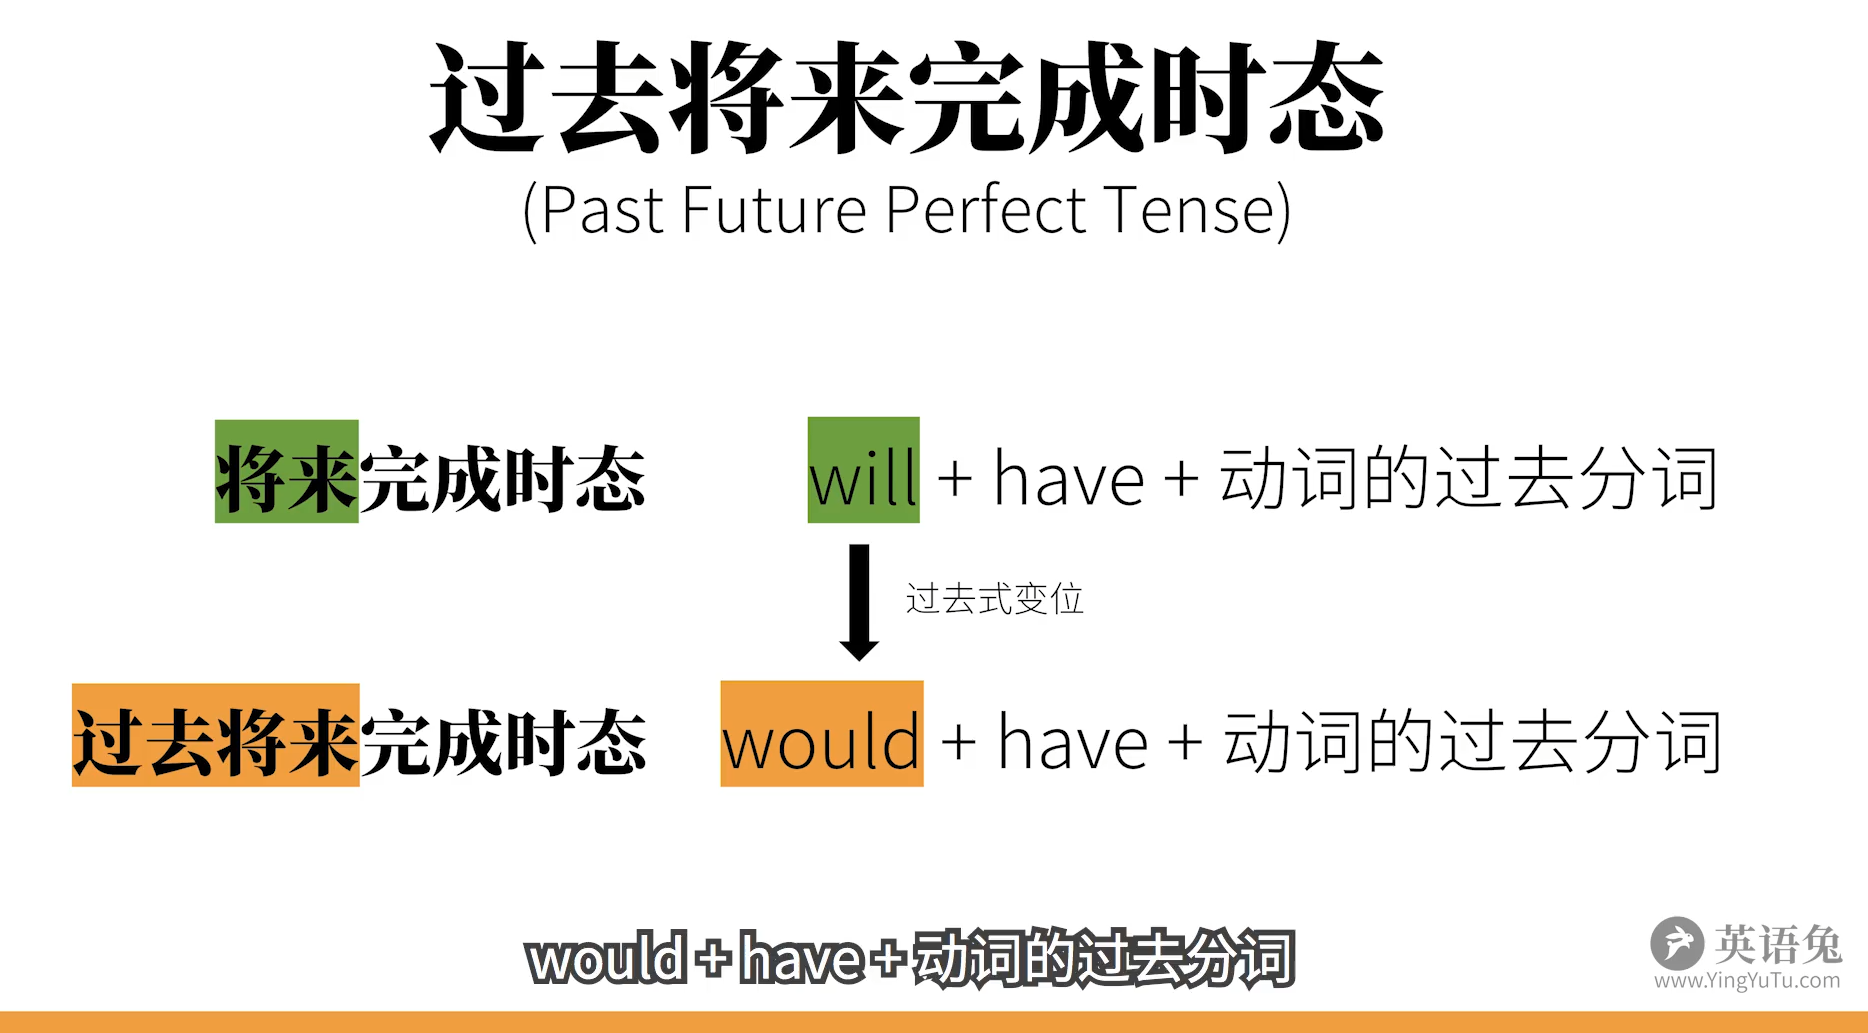 过去将来完成时态
(Past Future Perfect Tense)
将来完成时态 will + have + 动词的过去分词
过去式变位
过去将来完成时态 would + have + 动词的过去分词
would + have + 动词的过去分词
英语兔
www.YingYuTu.com